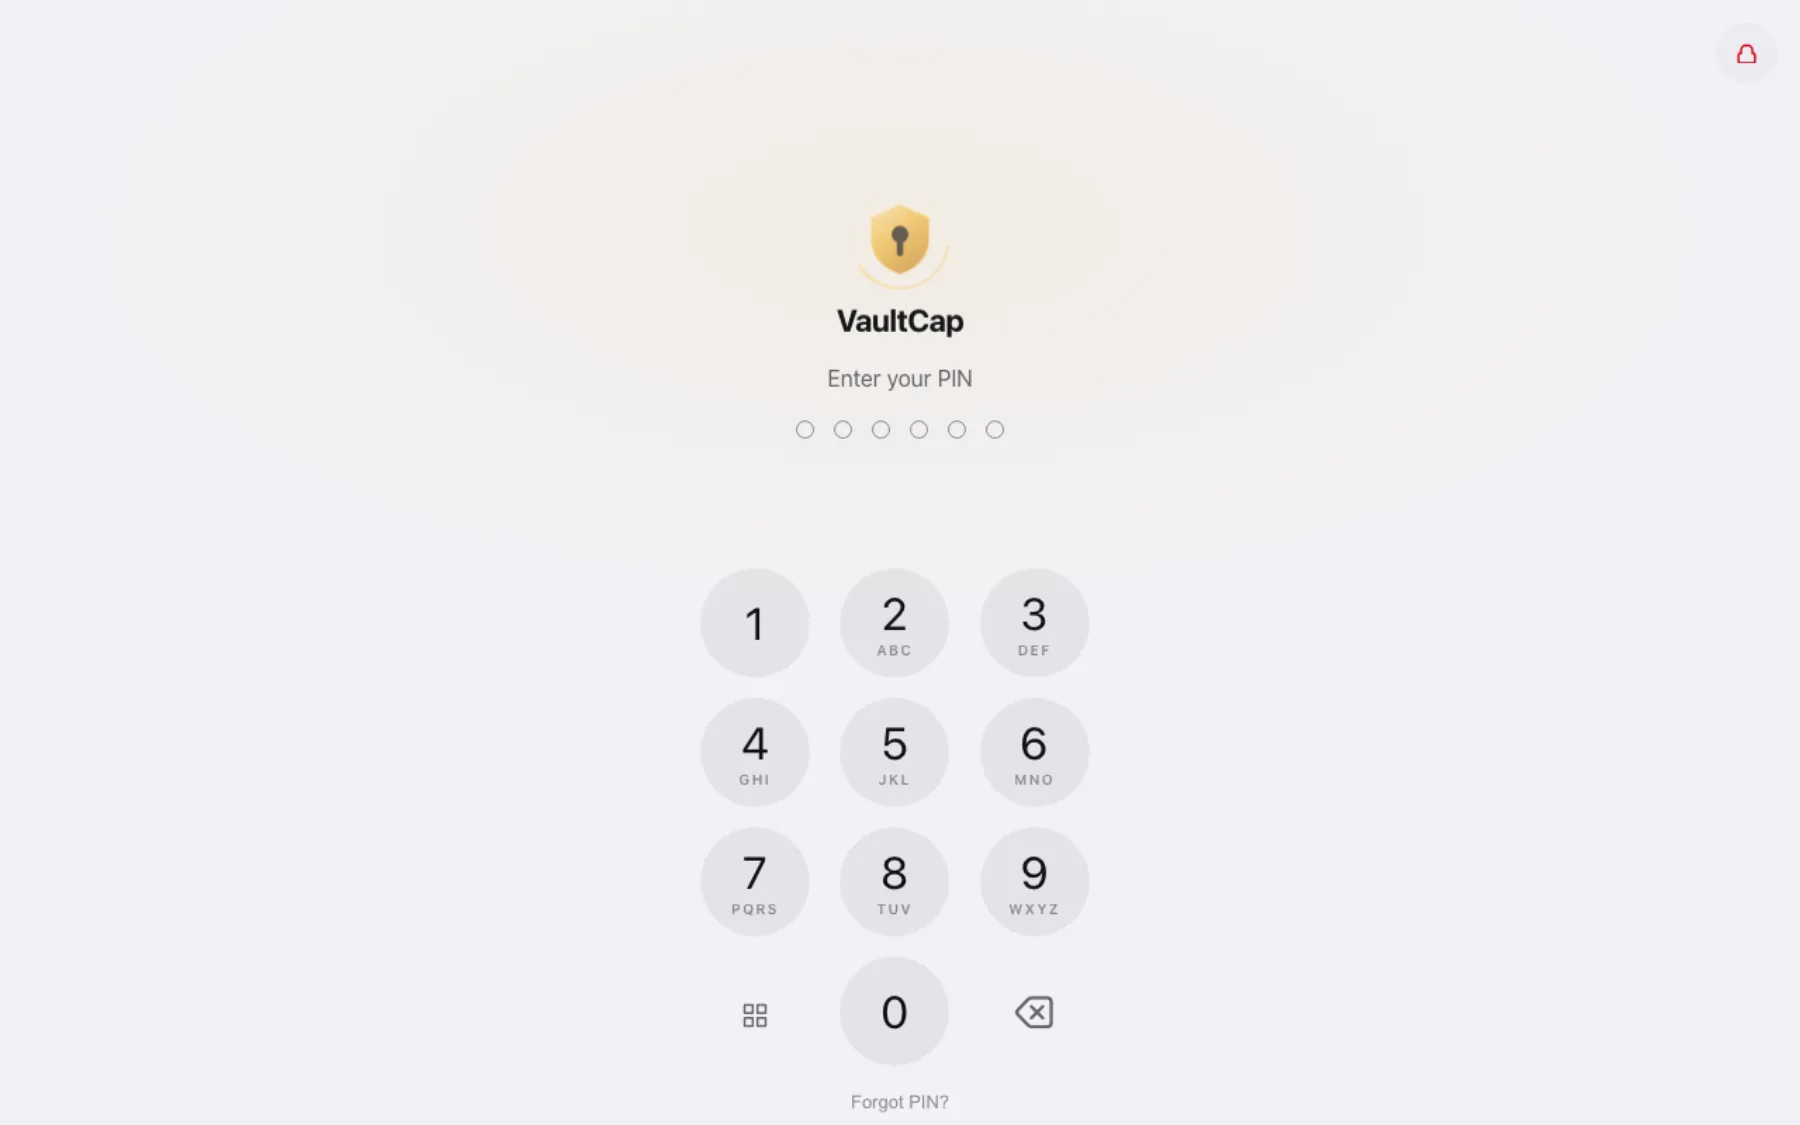 VaultCap
Enter your PIN
1
2
ABC
3
DEF
4
GHI
5
JKL
6
MNO
7
PQRS
8
TUV
9
WXYZ
0
Forgot PIN?